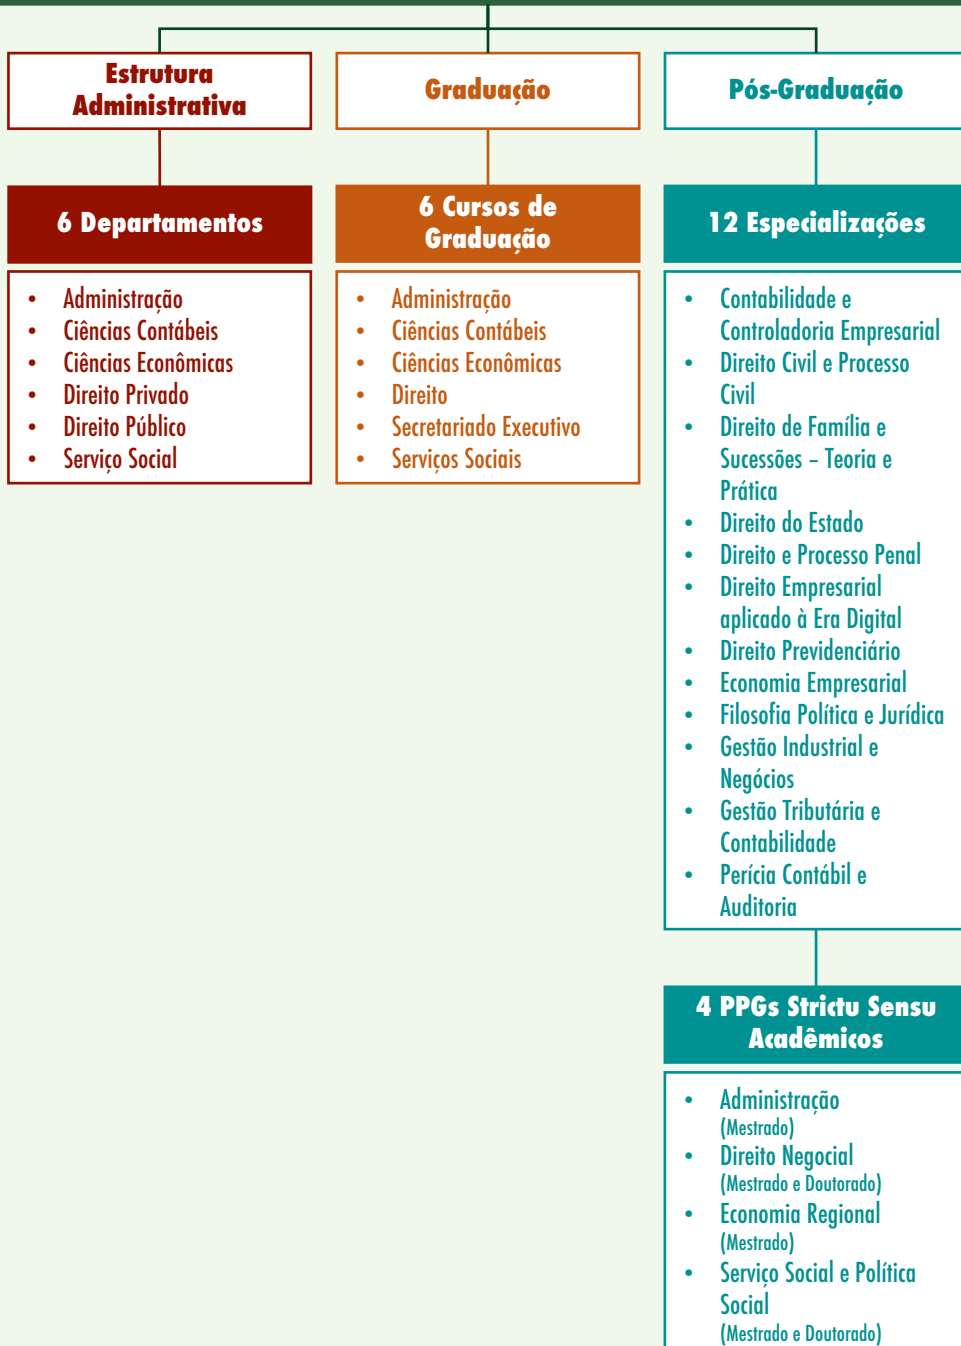 Estrutura
Administrativa
6 Departamentos
• Administração
• Ciências Contábeis
• Ciências Econômicas
• Direito Privado
• Direito Público
• Serviço Social
Graduação
6 Cursos de
Graduação
• Administração
• Ciências Contábeis
• Ciências Econômicas
• Direito
• Secretariado Executivo
• Serviços Sociais
Pós-Graduação
12 Especializações
• Contabilidade e
Controladoria Empresarial
• Direito Civil e Processo
Civil
• Direito de Família e
Sucessões – Teoria e
Prática
• Direito do Estado
• Direito e Processo Penal
• Direito Empresarial
aplicado à Era Digital
• Direito Previdenciário
• Economia Empresarial
• Filosofia Política e Jurídica
• Gestão Industrial e
Negócios
• Gestão Tributária e
Contabilidade
• Perícia Contábil e
Auditoria
4 PPGs Strictu Sensu
Acadêmicos
• Administração
(Mestrado)
• Direito Negocial
(Mestrado e Doutorado)
• Economia Regional
(Mestrado)
• Serviço Social e Política
Social
(Mestrado e Doutorado)